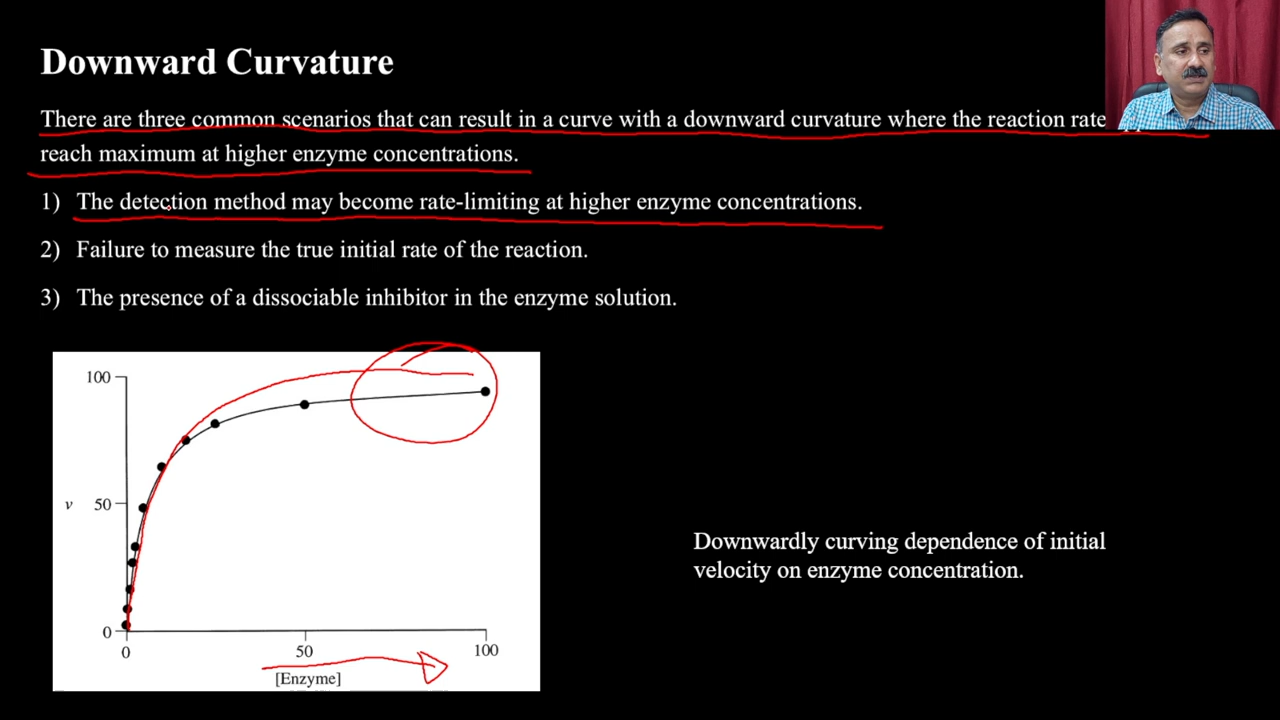 Downward Curvature
There are three common scenarios that can result in a curve with a downward curvature where the reaction rate
reach maximum at higher enzyme concentrations.
1) The detection method may become rate-limiting at higher enzyme concentrations.
2) Failure to measure the true initial rate of the reaction.
3) The presence of a dissociable inhibitor in the enzyme solution.
100
v 50
0
0 50 100
[Enzyme]
Downwardly curving dependence of initial
velocity on enzyme concentration.